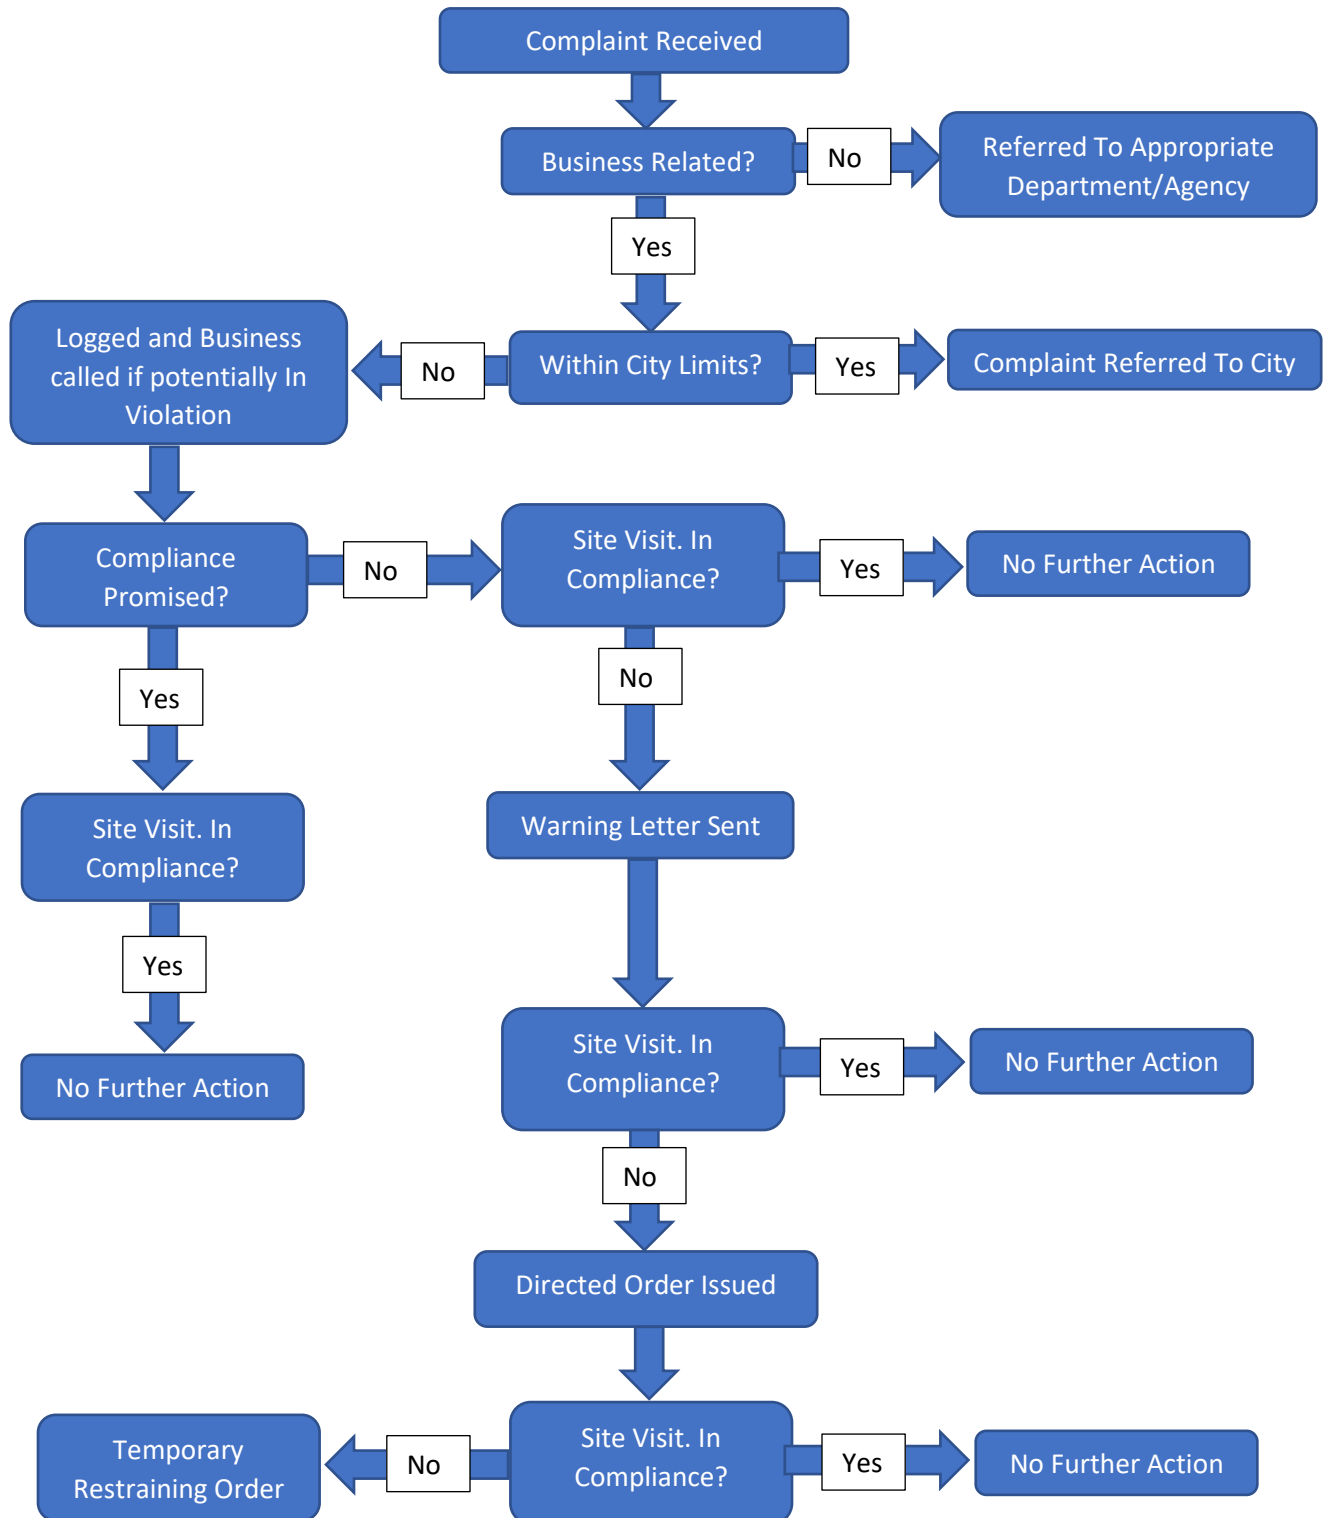 Complaint Received
Business Related?
No
Referred To Appropriate
Department/Agency
Yes
Logged and Business
called if potentially In
Violation
No
Within City Limits?
Yes
Complaint Referred To City
Compliance
Promised?
No
Site Visit. In
Compliance?
Yes
No Further Action
Yes
No
Site Visit. In
Compliance?
Warning Letter Sent
Yes
No Further Action
Site Visit. In
Compliance?
Yes
No Further Action
No
Directed Order Issued
Temporary
Restraining Order
No
Site Visit. In
Compliance?
Yes
No Further Action